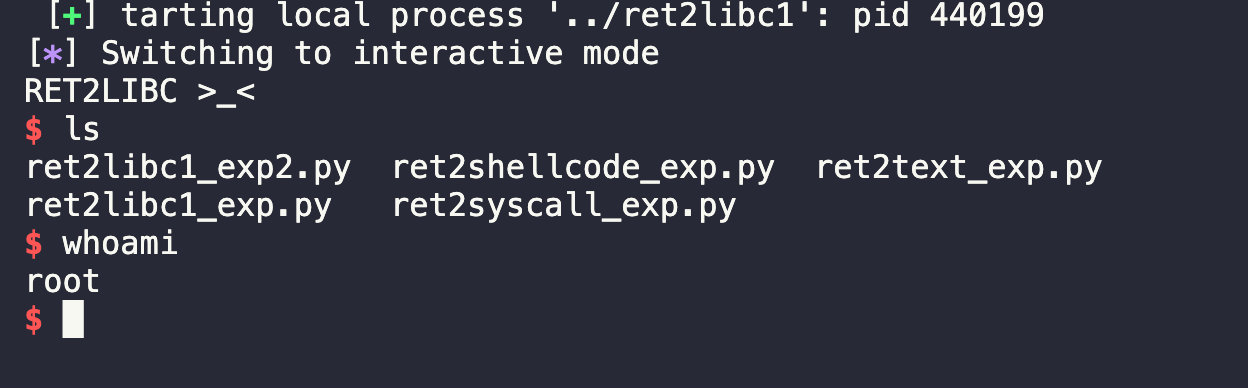 [+] tarting local process '../ret2libc1': pid 440199
[*] Switching to interactive mode
RET2LIBC >_<
$ ls
ret2libc1_exp2.py  ret2shellcode_exp.py  ret2text_exp.py
ret2libc1_exp.py   ret2syscall_exp.py
$ whoami
root
$